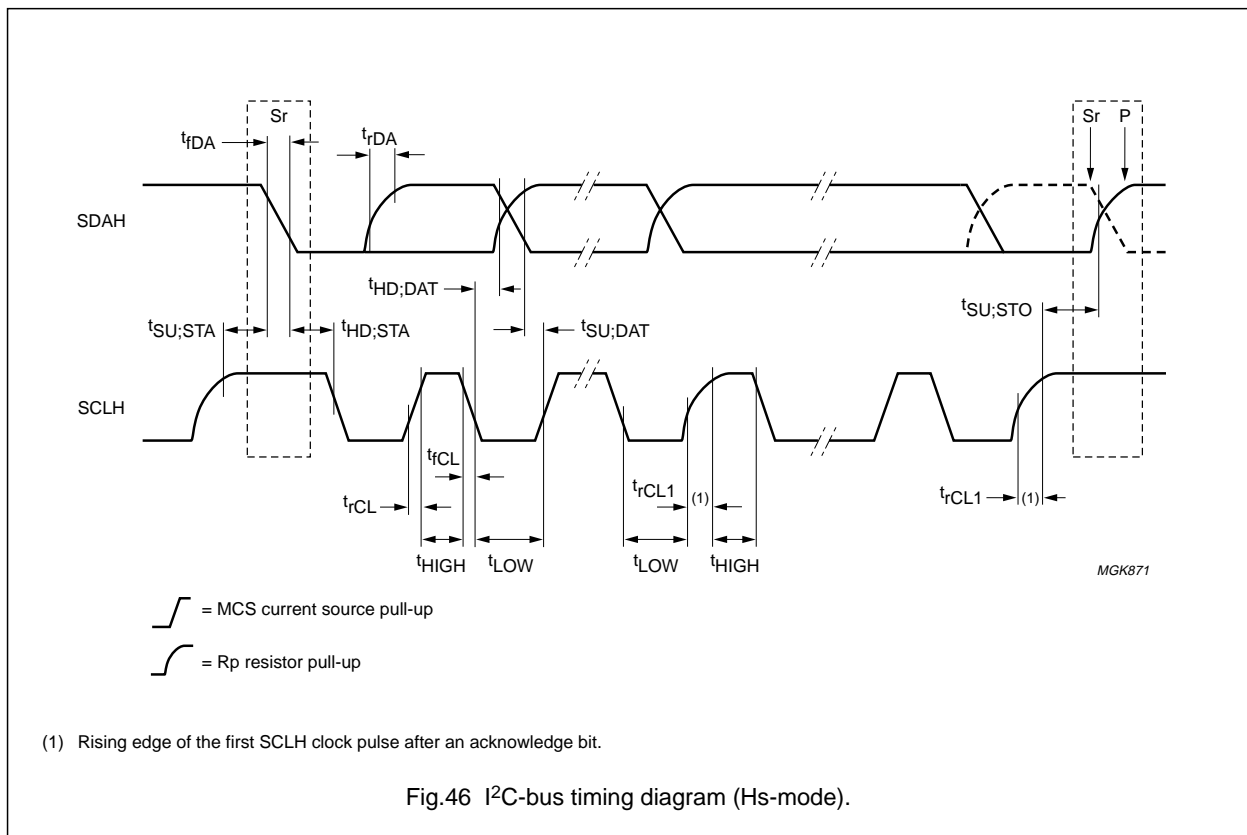 Sr
Sr P
tfDA
trDA
SDAH
tHD;DAT
tSU;STA
tHD;STA
tSU;DAT
tSU;STO
SCLH
tfCL
trCL
trCL1
(1)
trCL1
(1)
tHIGH
tLOW
tLOW
tHIGH
MGK871
= MCS current source pull-up
= Rp resistor pull-up
(1) Rising edge of the first SCLH clock pulse after an acknowledge bit.
Fig.46 I²C-bus timing diagram (Hs-mode).